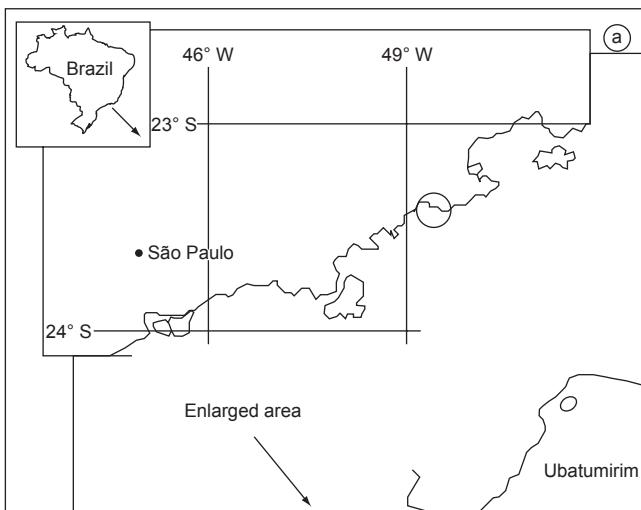 46° W
49° W
a
Brazil
23° S
São Paulo
24° S
Enlarged area
Ubatumirim